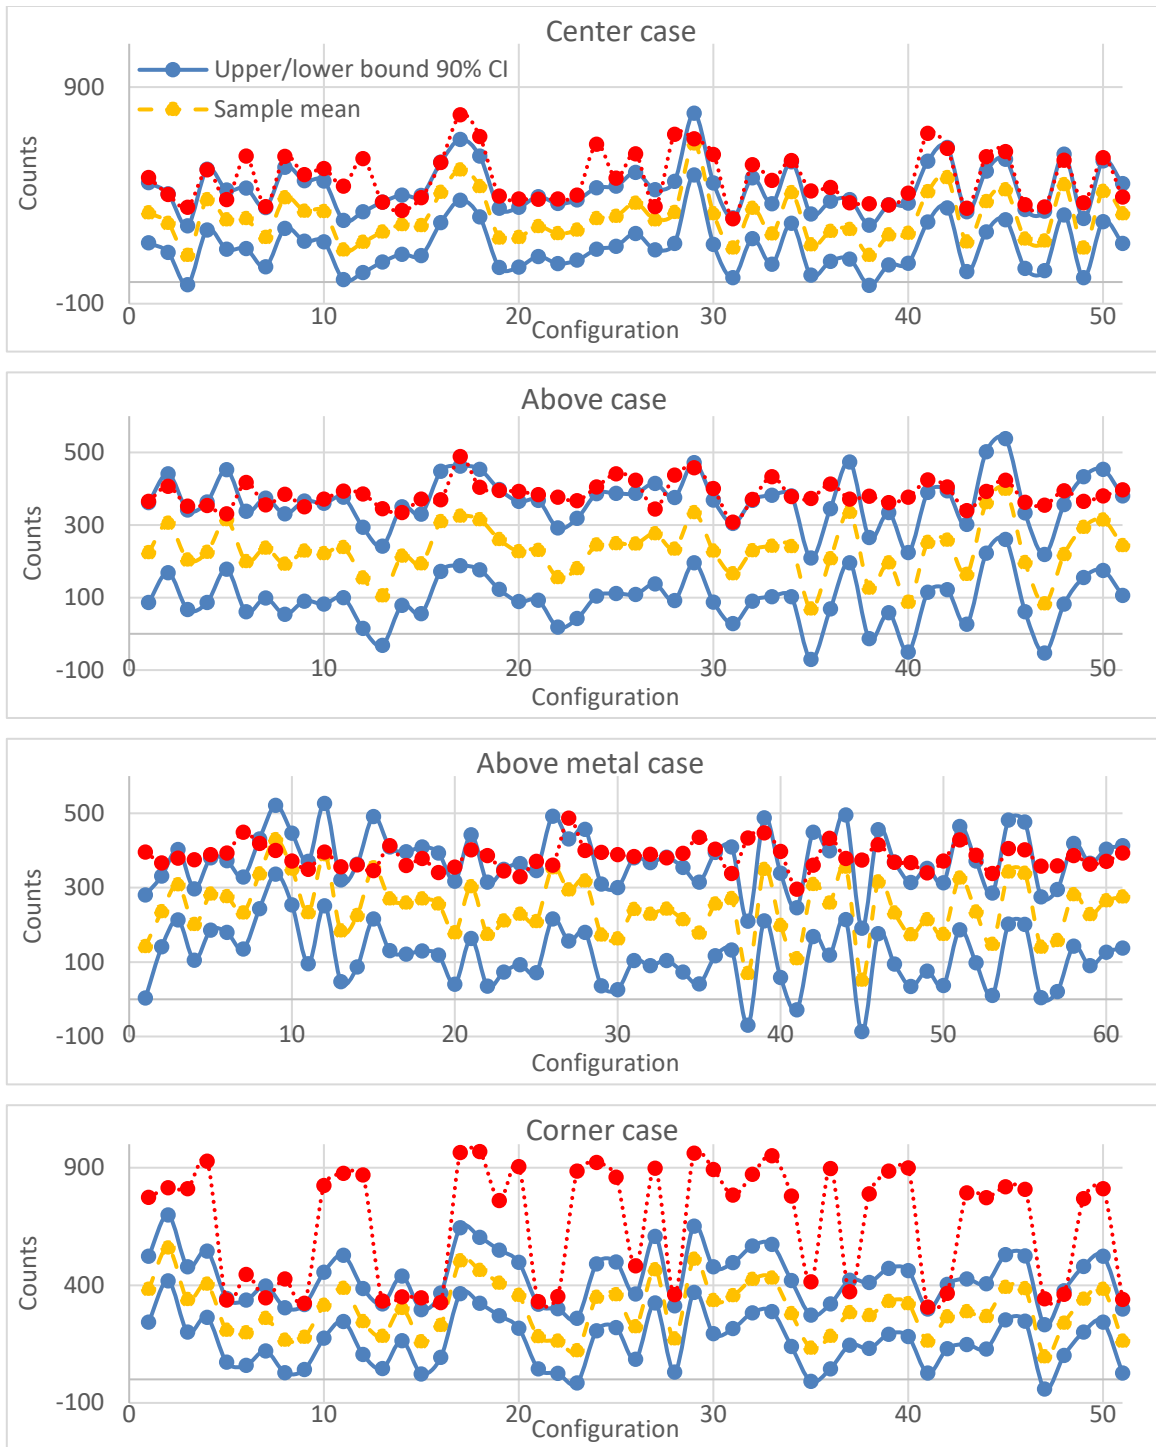 Center case
Upper/lower bound 90% CI
Sample mean
Counts
900
-100
0 10 20 30 40 50
Configuration
Above case
Counts
500
300
100
-100
0 10 20 30 40 50
Configuration
Above metal case
Counts
500
300
100
-100
0 10 20 30 40 50 60
Configuration
Corner case
Counts
900
400
-100
0 10 20 30 40 50
Configuration